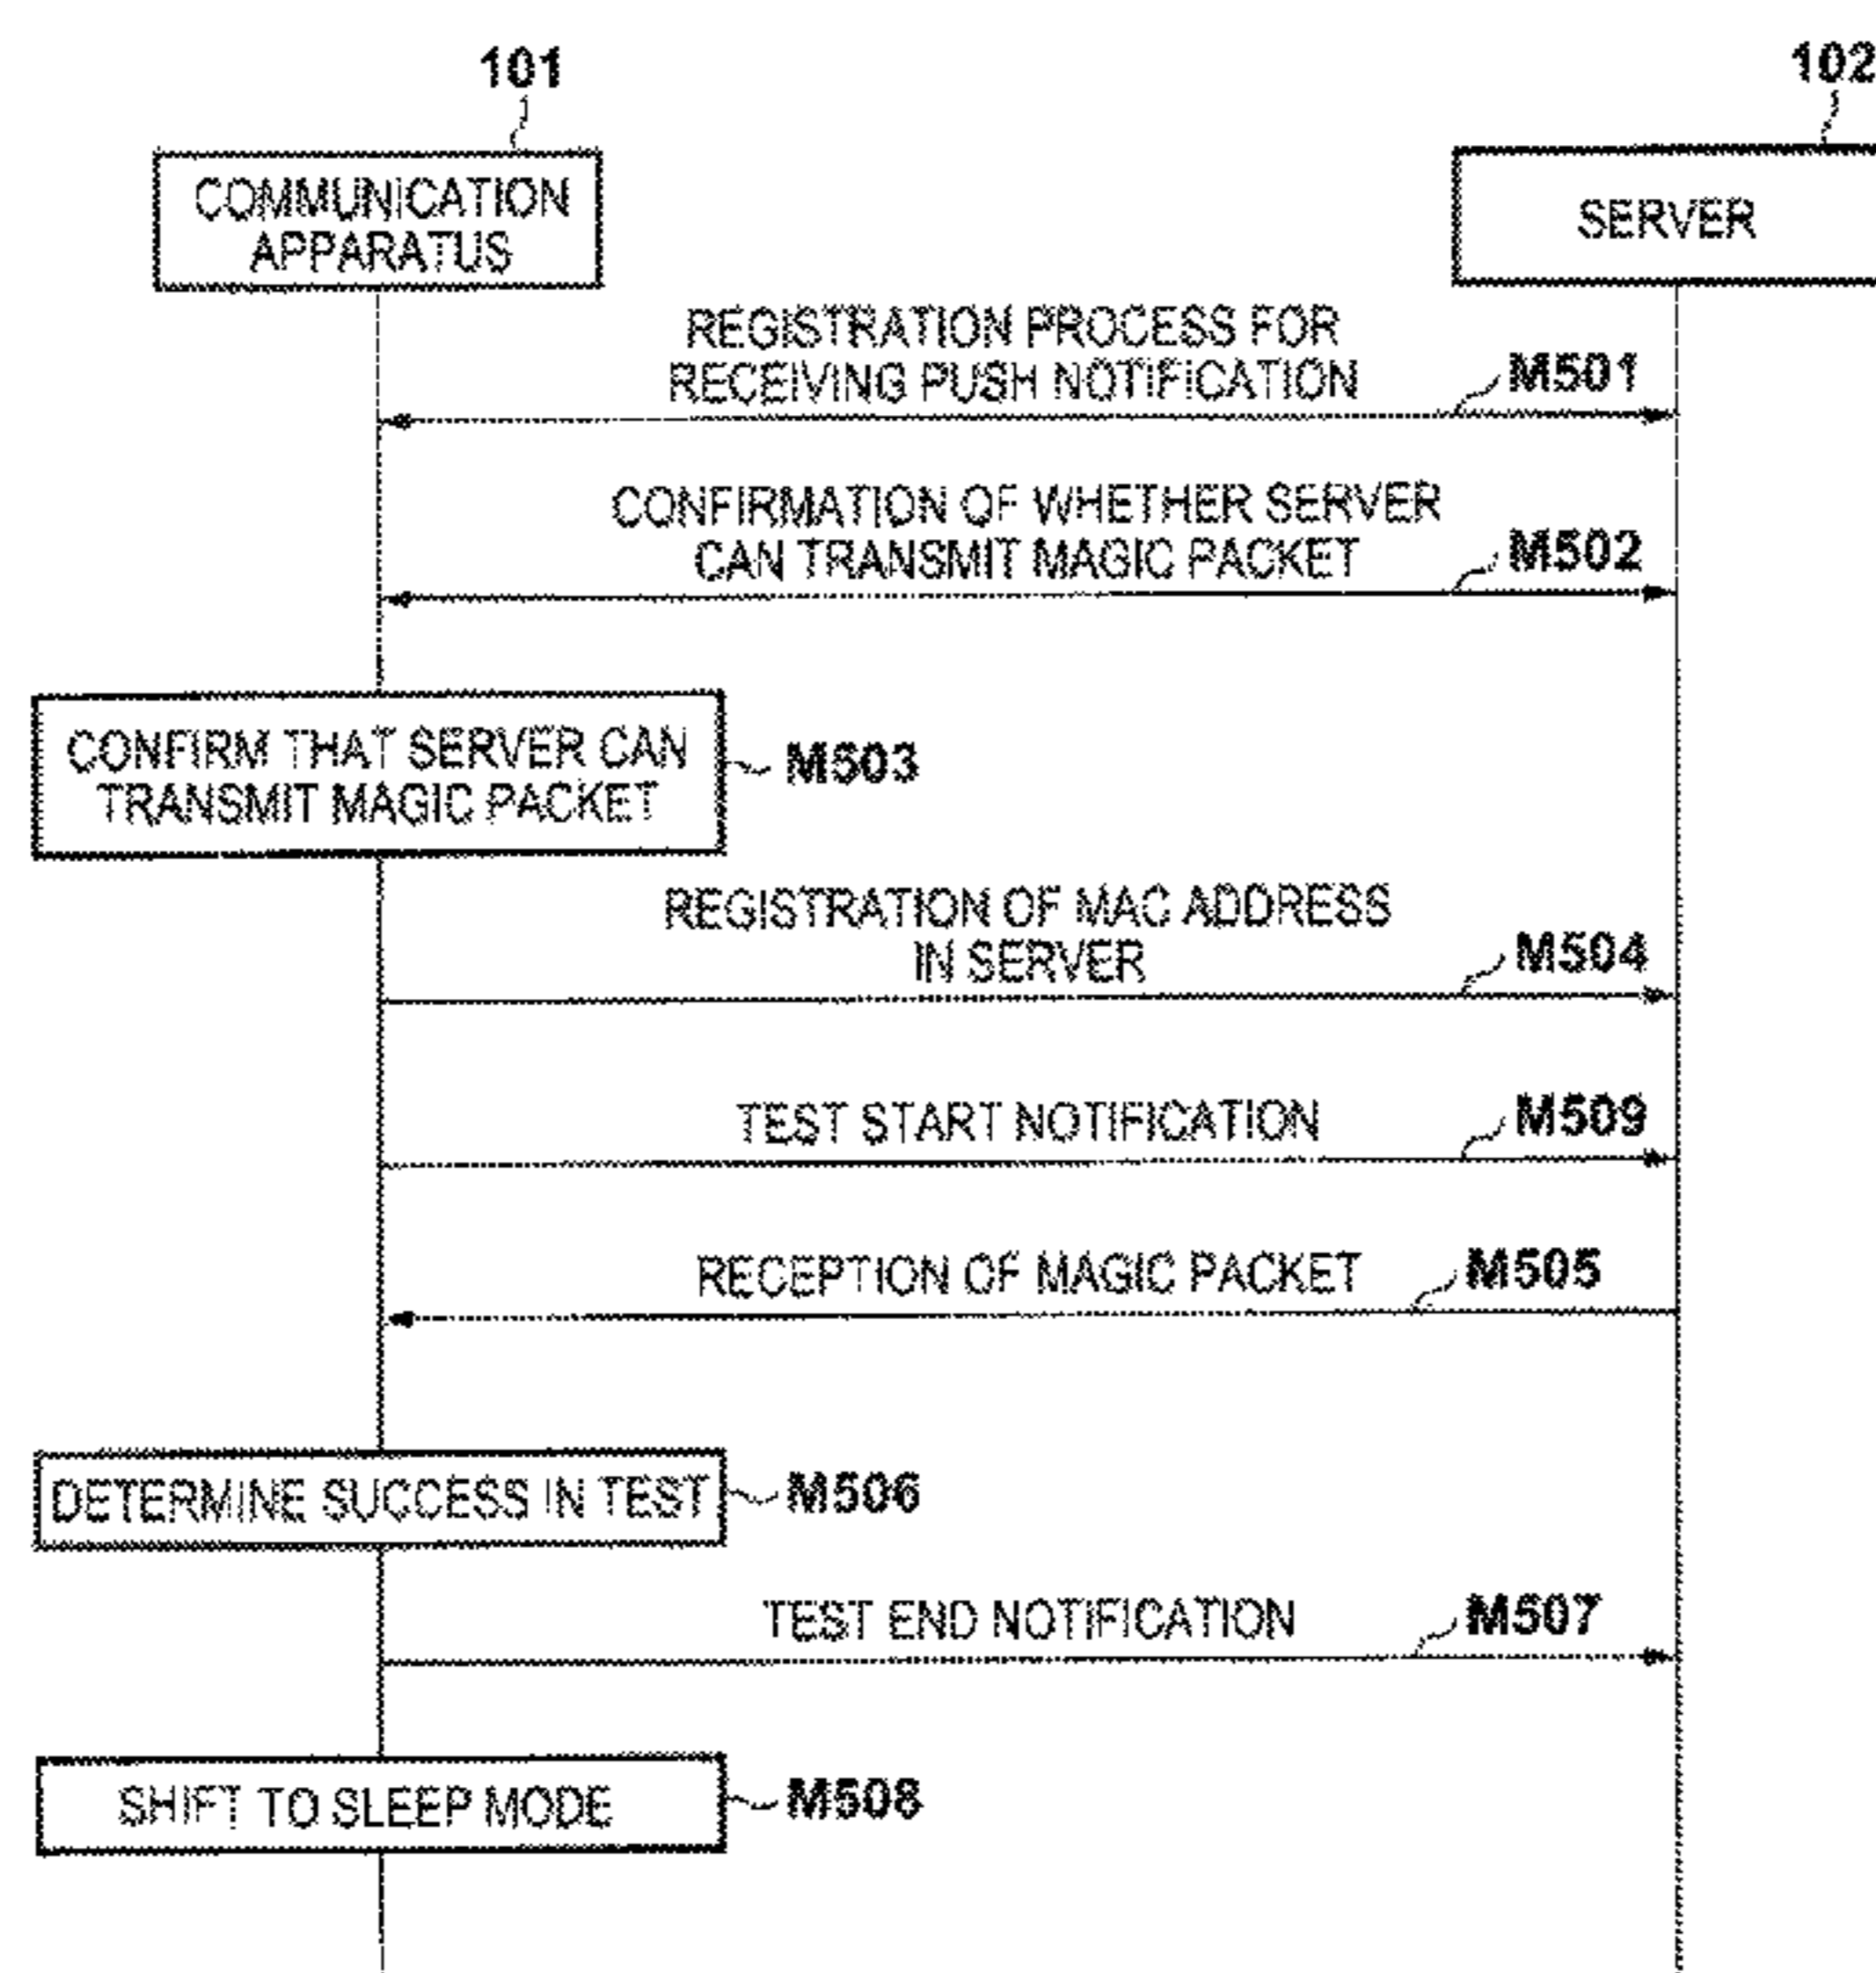 101
102
COMMUNICATION
APPARATUS
SERVER
REGISTRATION PROCESS FOR
RECEIVING PUSH NOTIFICATION
M501
CONFIRMATION OF WHETHER SERVER
CAN TRANSMIT MAGIC PACKET
M502
CONFIRM THAT SERVER CAN
TRANSMIT MAGIC PACKET
M503
REGISTRATION OF MAC ADDRESS
IN SERVER
M504
TEST START NOTIFICATION
M509
RECEPTION OF MAGIC PACKET
M505
DETERMINE SUCCESS IN TEST
M506
TEST END NOTIFICATION
M507
SHIFT TO SLEEP MODE
M508